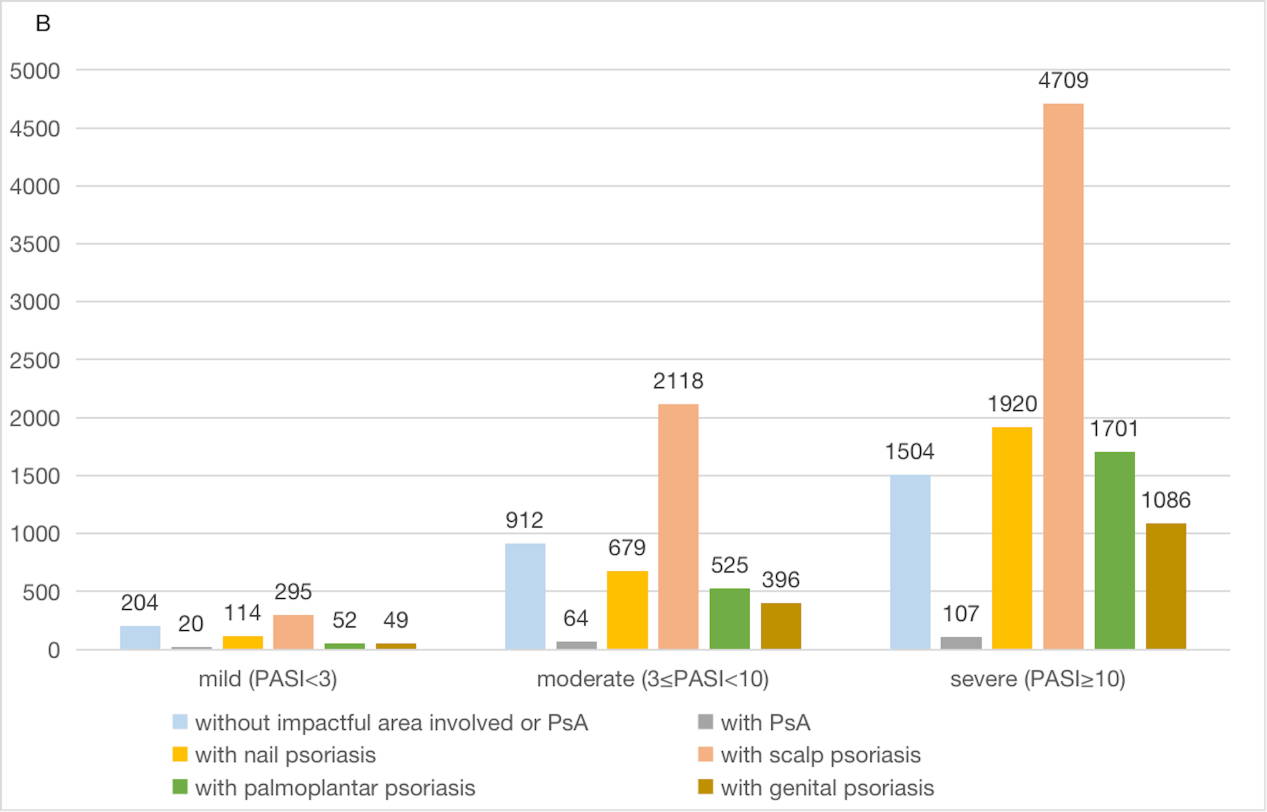 B
5000
4500
4000
3500
3000
2500
2000
1500
1000
500
0
204
20
114
295
52
49
912
64
679
2118
525
396
1504
107
1920
4709
1701
1086
mild (PASI<3)
moderate (3≤PASI<10)
severe (PASI≥10)
without impactful area involved or PsA
with PsA
with nail psoriasis
with scalp psoriasis
with palmoplantar psoriasis
with genital psoriasis